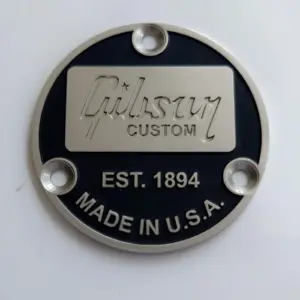 Gibson
CUSTOM
EST. 1894
MADE IN U.S.A.